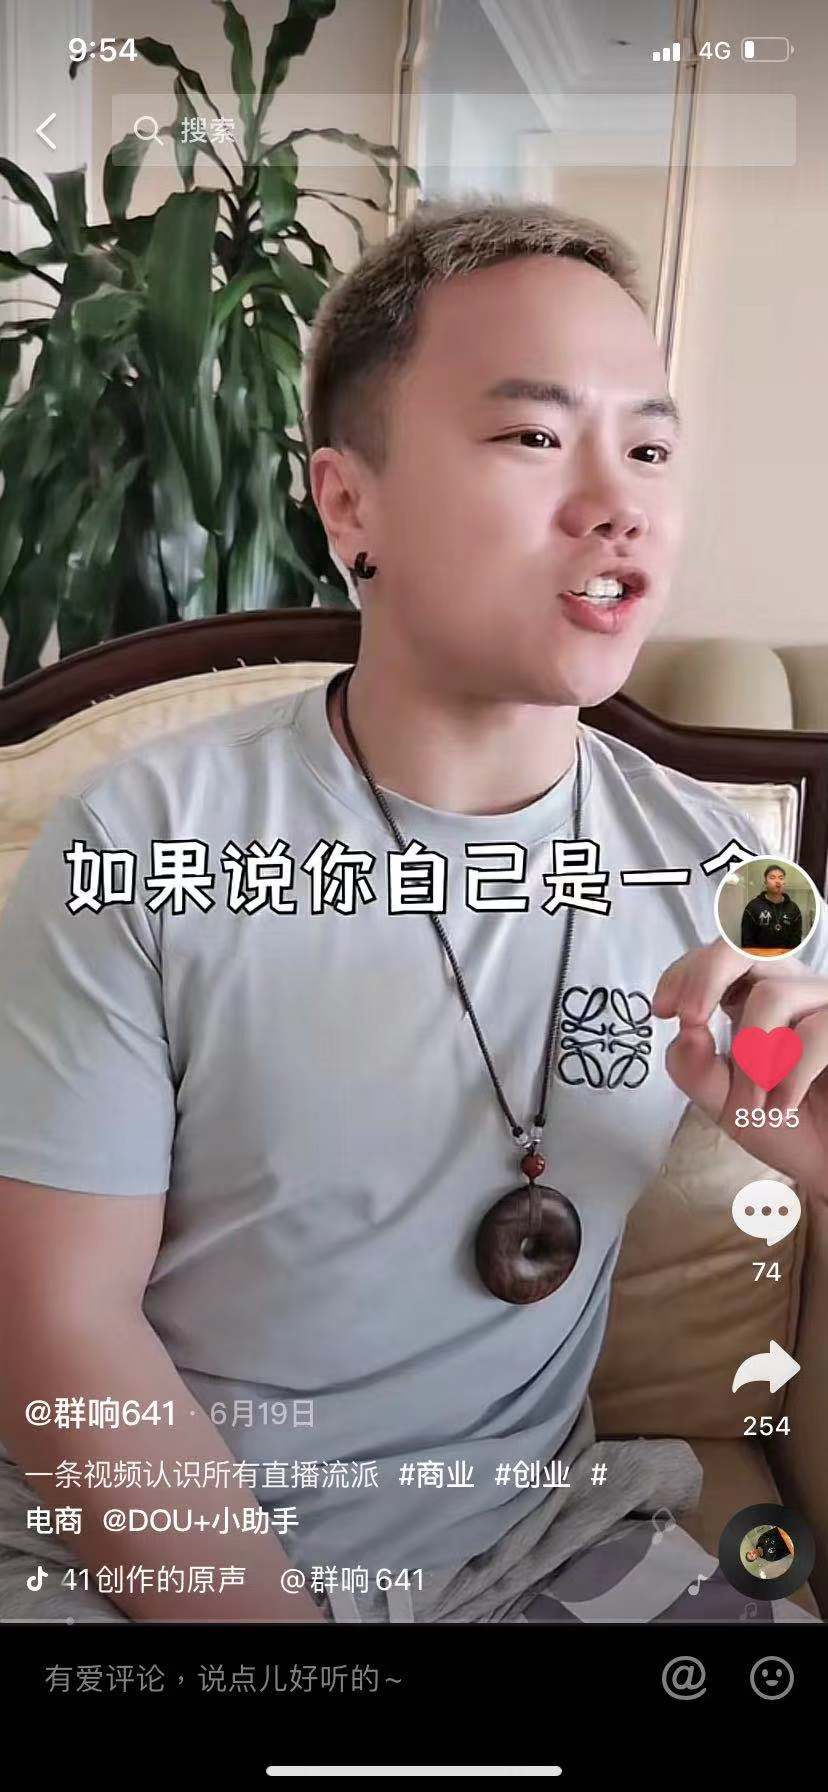 9:54
4G
搜索
如果说你自己是一个
8995
74
254
@群响641 · 6月19日
一条视频认识所有直播流派 #商业 #创业 #
电商 @DOU+小助手
41创作的原声 @群响641
有爱评论，说点儿好听的~